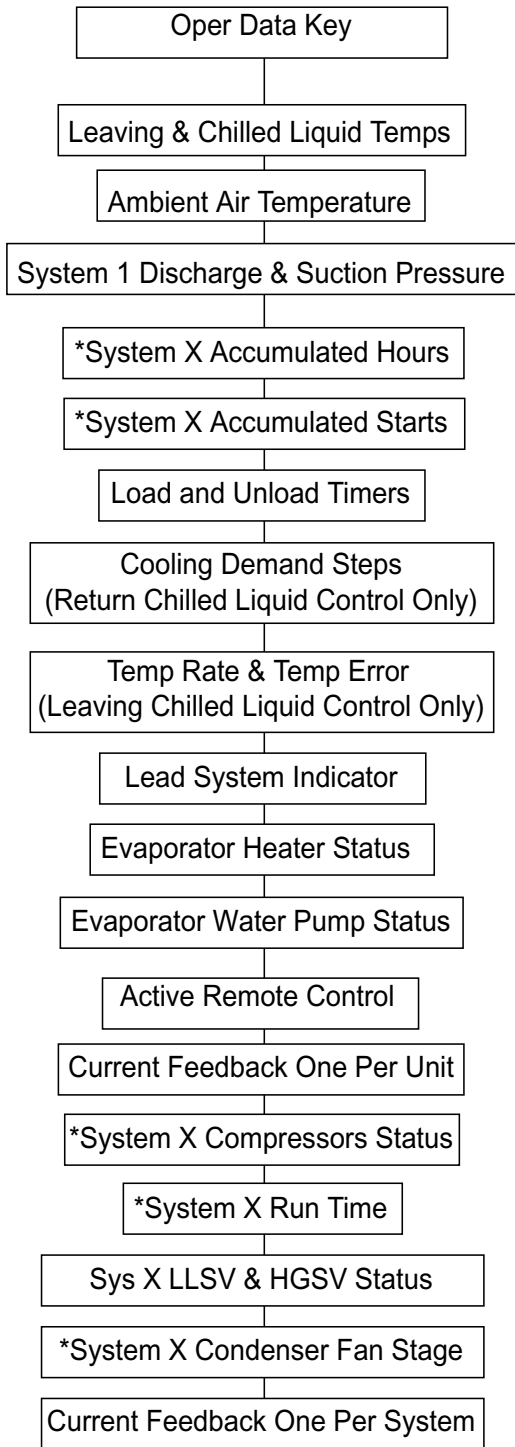 Oper Data Key
Leaving & Chilled Liquid Temps
Ambient Air Temperature
System 1 Discharge & Suction Pressure
*System X Accumulated Hours
*System X Accumulated Starts
Load and Unload Timers
Cooling Demand Steps
(Return Chilled Liquid Control Only)
Temp Rate & Temp Error
(Leaving Chilled Liquid Control Only)
Lead System Indicator
Evaporator Heater Status
Evaporator Water Pump Status
Active Remote Control
Current Feedback One Per Unit
*System X Compressors Status
*System X Run Time
Sys X LLSV & HGSV Status
*System X Condenser Fan Stage
Current Feedback One Per System